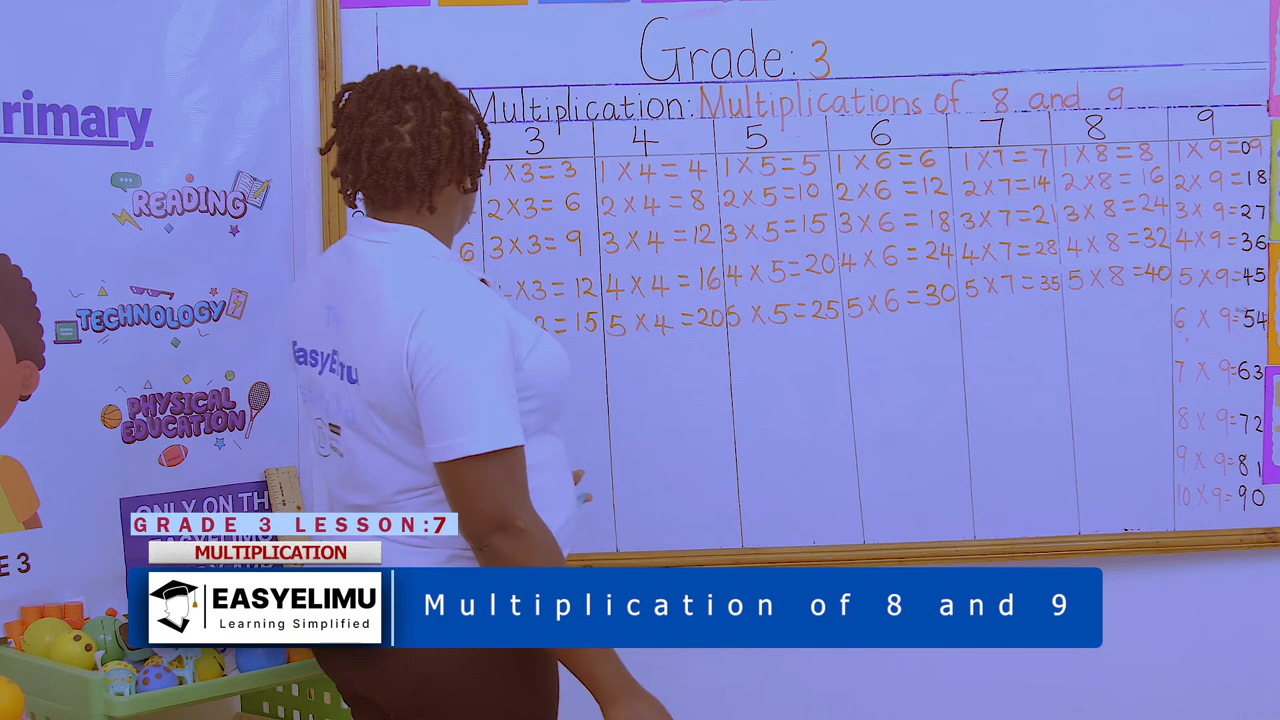 Grade: 3
Multiplication: Multiplications of 8 and 9
3 4 5 6 7 8 9
1 X 3 = 3 1 X 4 = 4 1 X 5 = 5 1 X 6 = 6 1 X 7 = 7 1 X 8 = 8 1 X 9 = 09
2 X 3 = 6 2 X 4 = 8 2 X 5 = 10 2 X 6 = 12 2 X 7 = 14 2 X 8 = 16 2 X 9 = 18
6 3 X 3 = 9 3 X 4 = 12 3 X 5 = 15 3 X 6 = 18 3 X 7 = 21 3 X 8 = 24 3 X 9 = 27
X 3 = 12 4 X 4 = 16 4 X 5 = 20 4 X 6 = 24 4 X 7 = 28 4 X 8 = 32 4 X 9 = 36
= 15 5 X 4 = 20 5 X 5 = 25 5 X 6 = 30 5 X 7 = 35 5 X 8 = 40 5 X 9 = 45
6 X 9 = 54
7 X 9 = 63
8 X 9 = 72
9 X 9 = 81
10 X 9 = 90
rimary
READING
TECHNOLOGY
PHYSICAL
EDUCATION
ONLY ON TH
E 3
GRADE 3 LESSON:7
MULTIPLICATION
EASYELIMU
Learning Simplified
Multiplication of 8 and 9